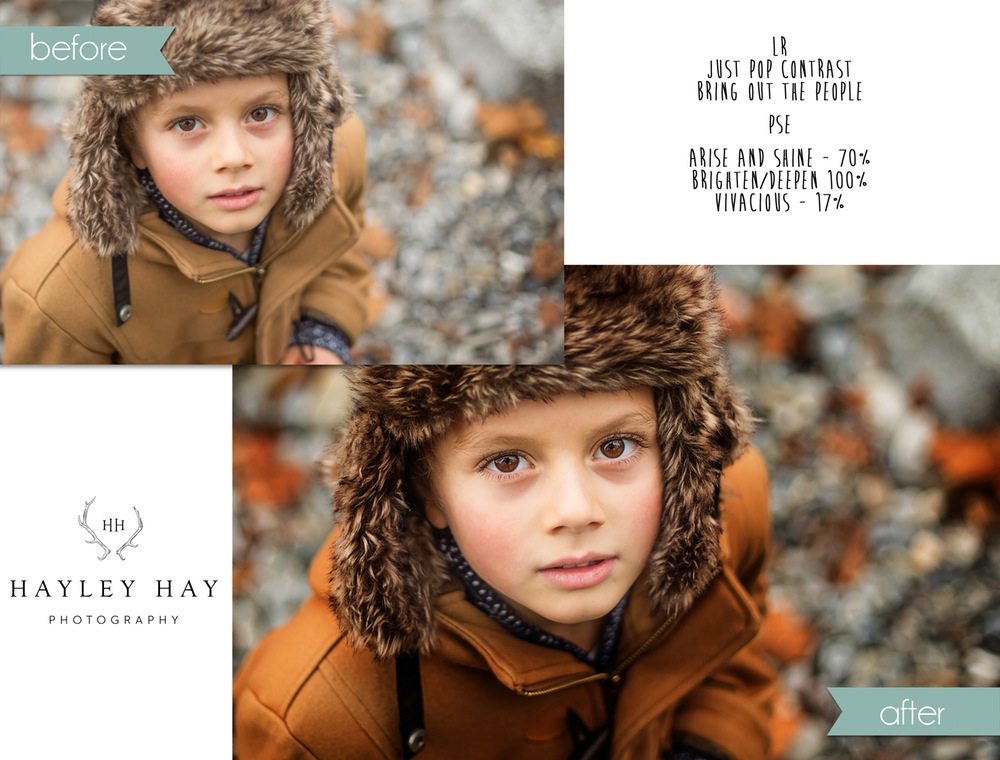 before
LR
JUST POP CONTRAST
BRING OUT THE PEOPLE
PSE
ARISE AND SHINE - 70%
BRIGHTEN/DEEPEN 100%
VIVACIOUS - 17%
HH
HAYLEY HAY
PHOTOGRAPHY
after